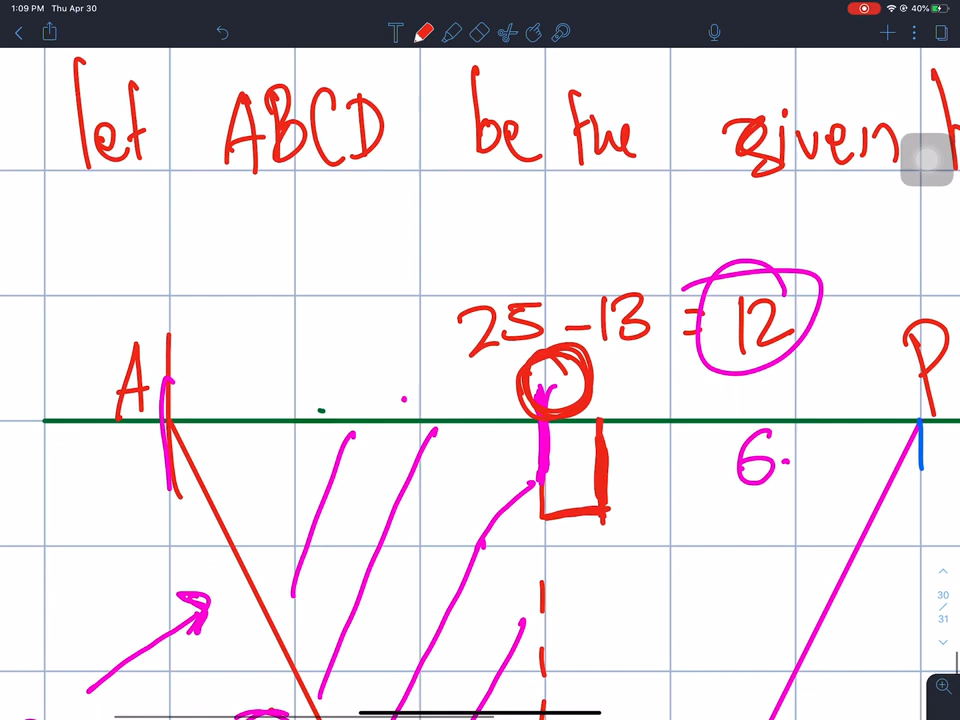 1:09 PM Thu Apr 30
40%
let ABCD be the given
25 - 13 = 12
A
P
6.
30
/
31